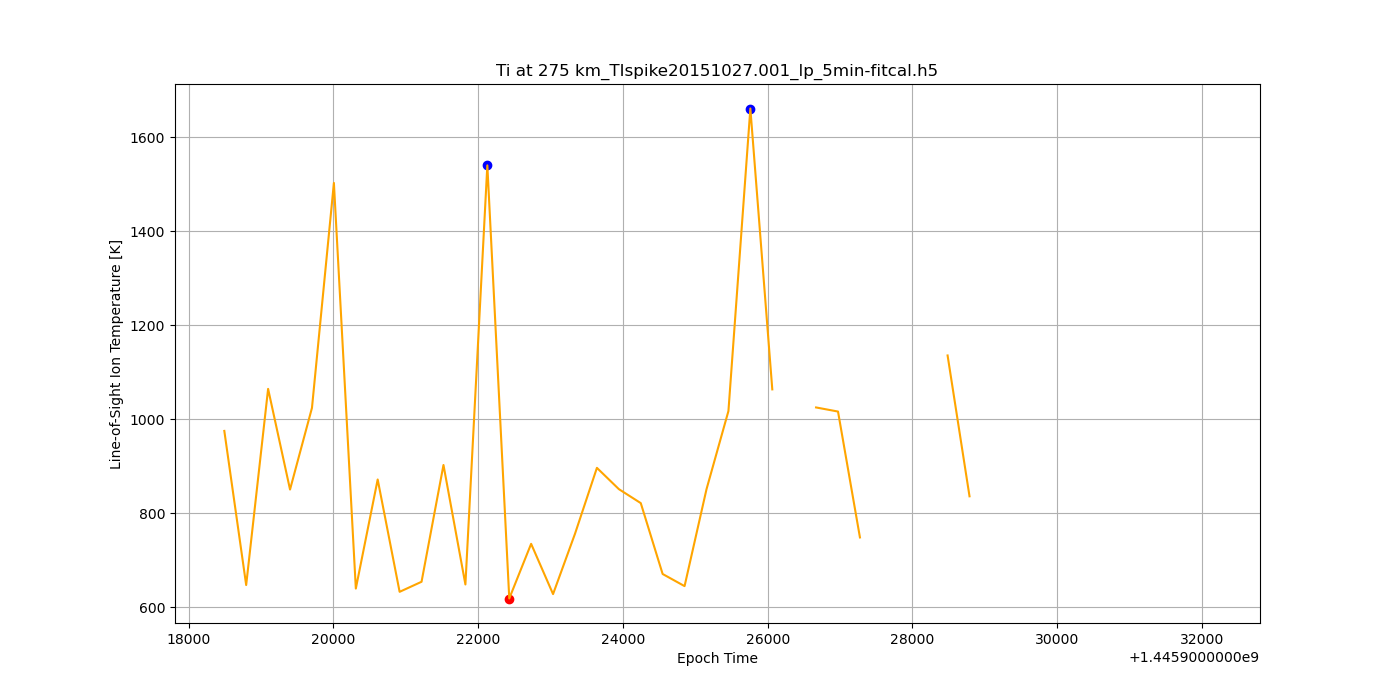 Ti at 275 km_TIspike20151027.001_lp_5min-fitcal.h5
Line-of-Sight Ion Temperature [K]
1600
1400
1200
1000
800
600
18000 20000 22000 24000 26000 28000 30000 32000
Epoch Time
+1.4459000000e9